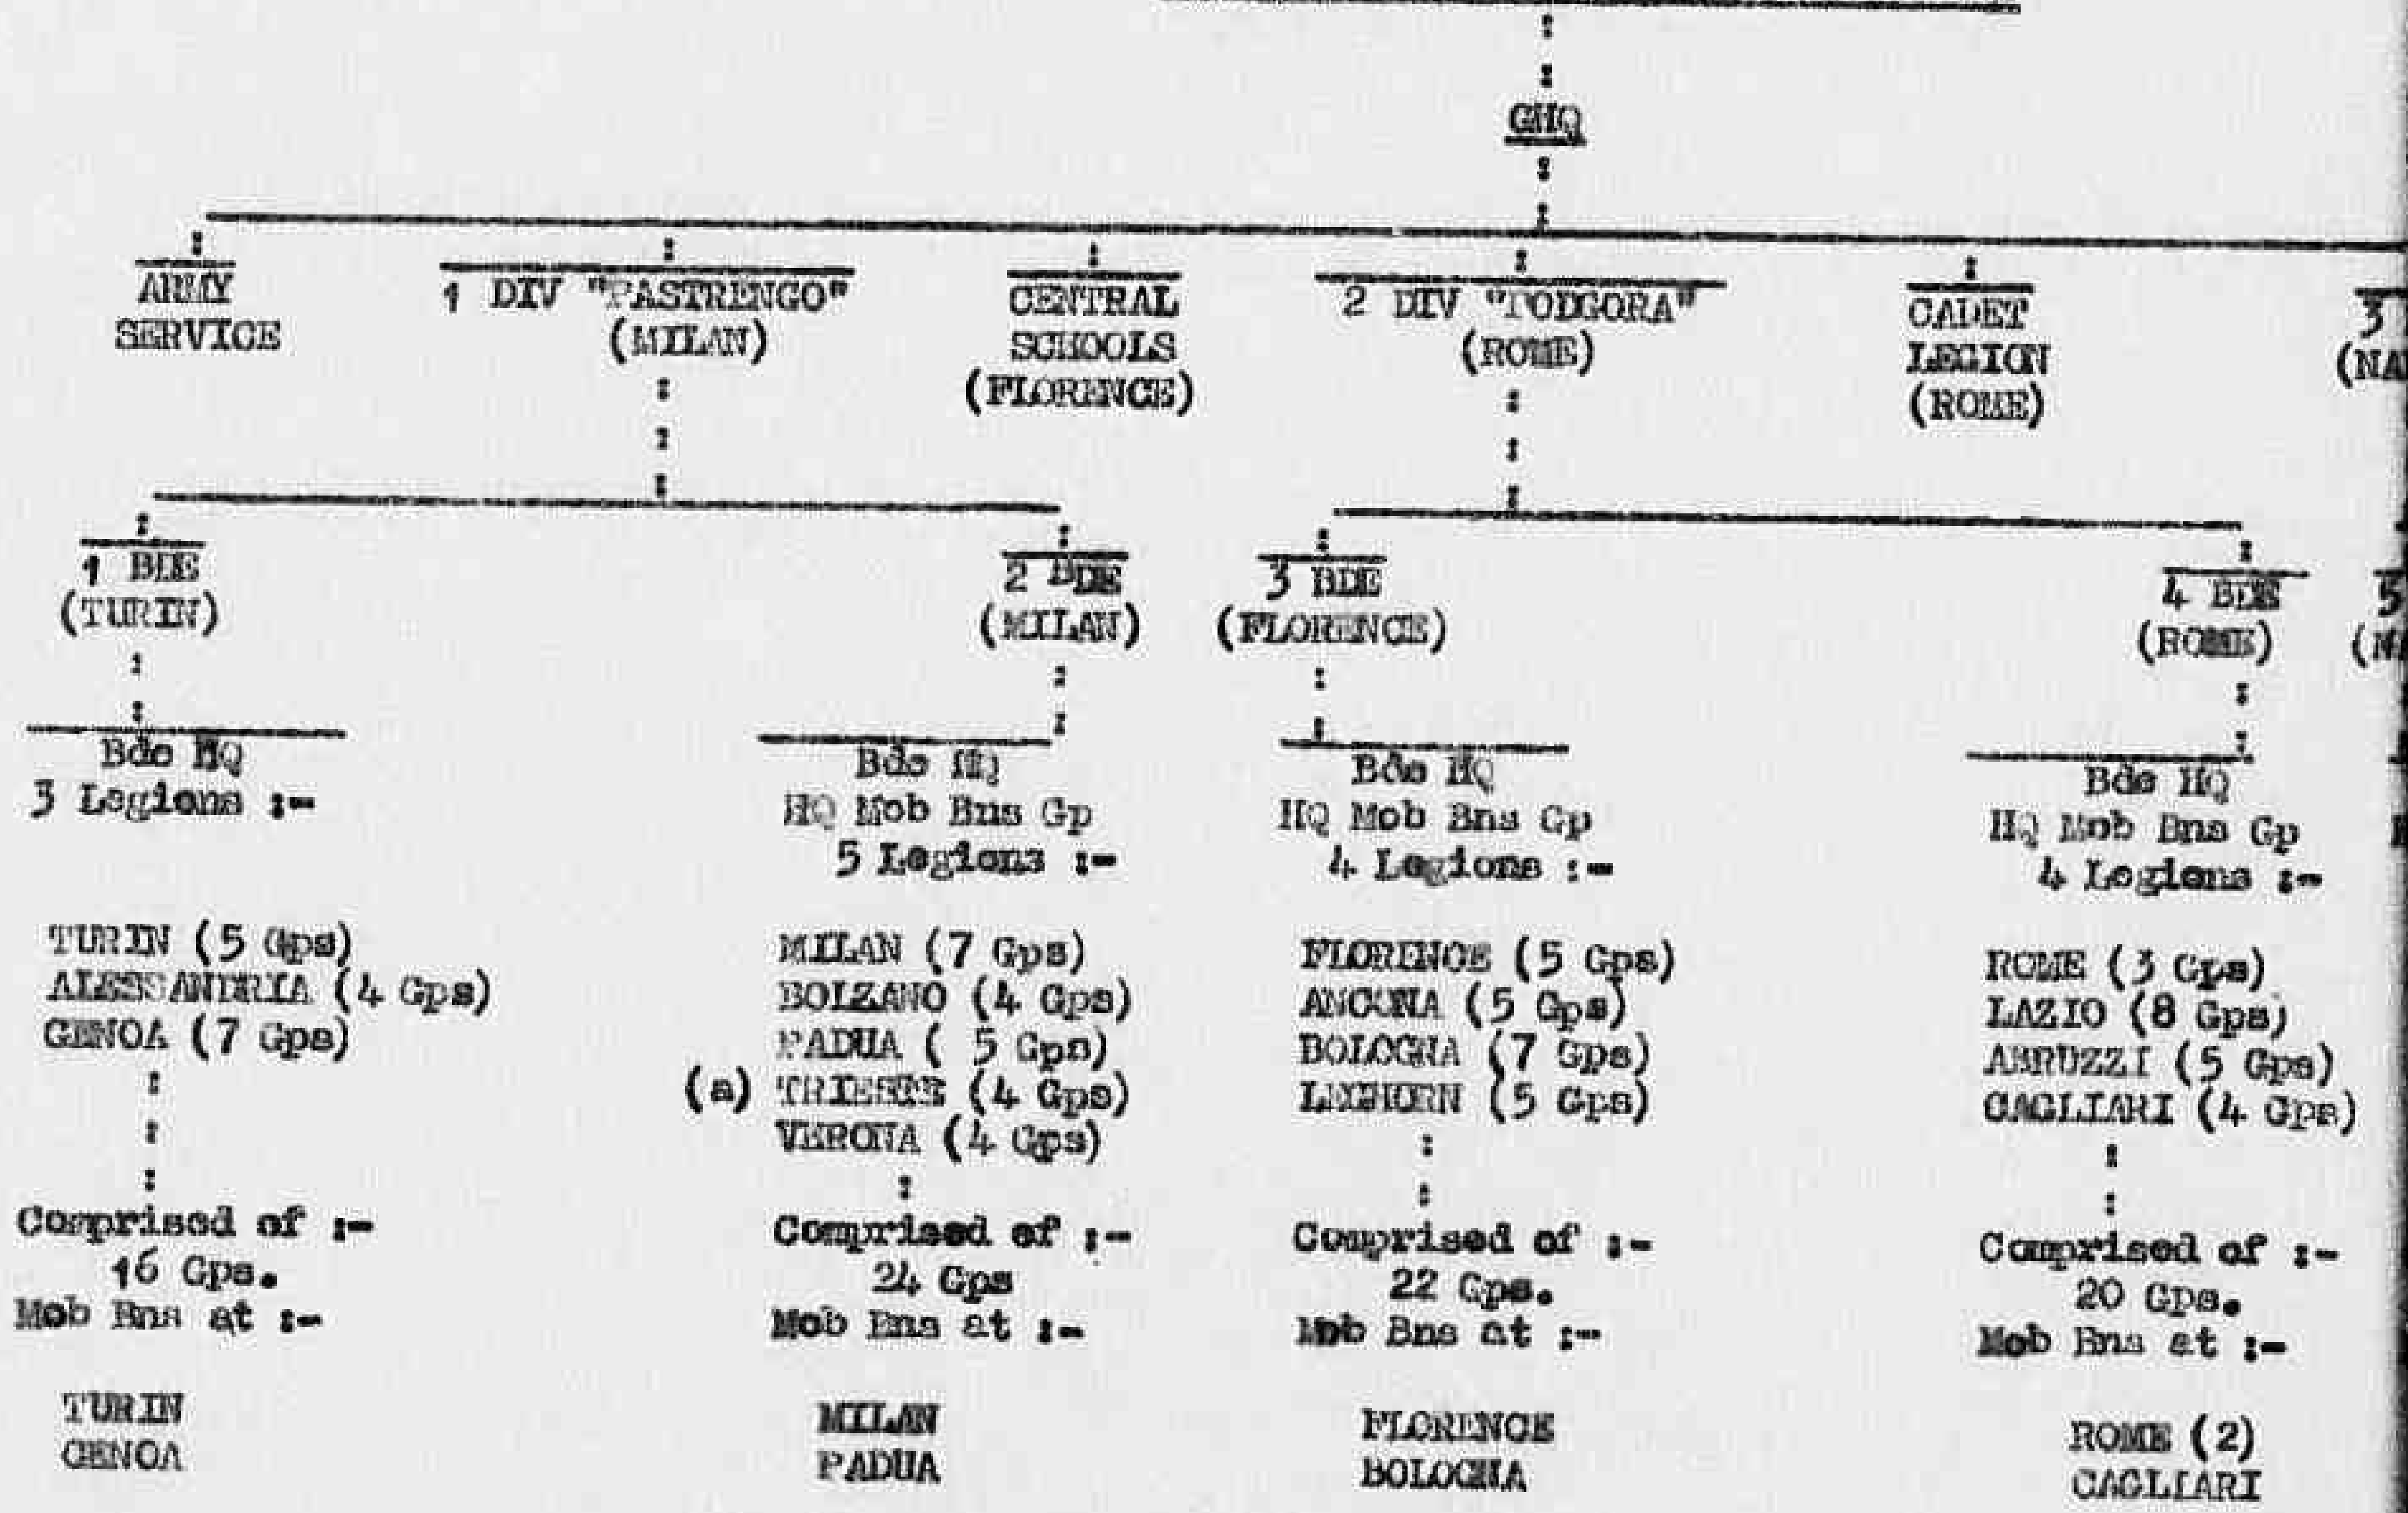 GHQ
ARMY
SERVICE
1 DIV "PASTRENGO"
(MILAN)
CENTRAL
SCHOOLS
(FLORENCE)
2 DIV "PODGORA"
(ROME)
CADET
LEGION
(ROME)
3
(NA
1 BDE
(TURIN)
2 BDE
(MILAN)
3 BDE
(FLORENCE)
4 BDE
(ROME)
5
Bde HQ
3 Legions :-
TURIN (5 Gps)
ALESSANDRIA (4 Gps)
GENOA (7 Gps)
Comprised of :-
16 Gps.
Mob Bns at :-
TURIN
GENOA
Bde HQ
HQ Mob Bns Gp
5 Legions :-
MILAN (7 Gps)
BOLZANO (4 Gps)
PADUA ( 5 Gps)
(a) TRIESTE (4 Gps)
VERONA (4 Gps)
Comprised of :-
24 Gps
Mob Bns at :-
MILAN
PADUA
Bde HQ
HQ Mob Bns Gp
4 Legions :-
FLORENCE (5 Gps)
ANCONA (5 Gps)
BOLOGNA (7 Gps)
LEGHORN (5 Gps)
Comprised of :-
22 Gps.
Mob Bns at :-
FLORENCE
BOLOGNA
Bde HQ
HQ Mob Bns Gp
4 Legions :-
ROME (3 Gps)
LAZIO (8 Gps)
ABRUZZI (5 Gps)
CAGLIARI (4 Gps)
Comprised of :-
20 Gps.
Mob Bns at :-
ROME (2)
CAGLIARI